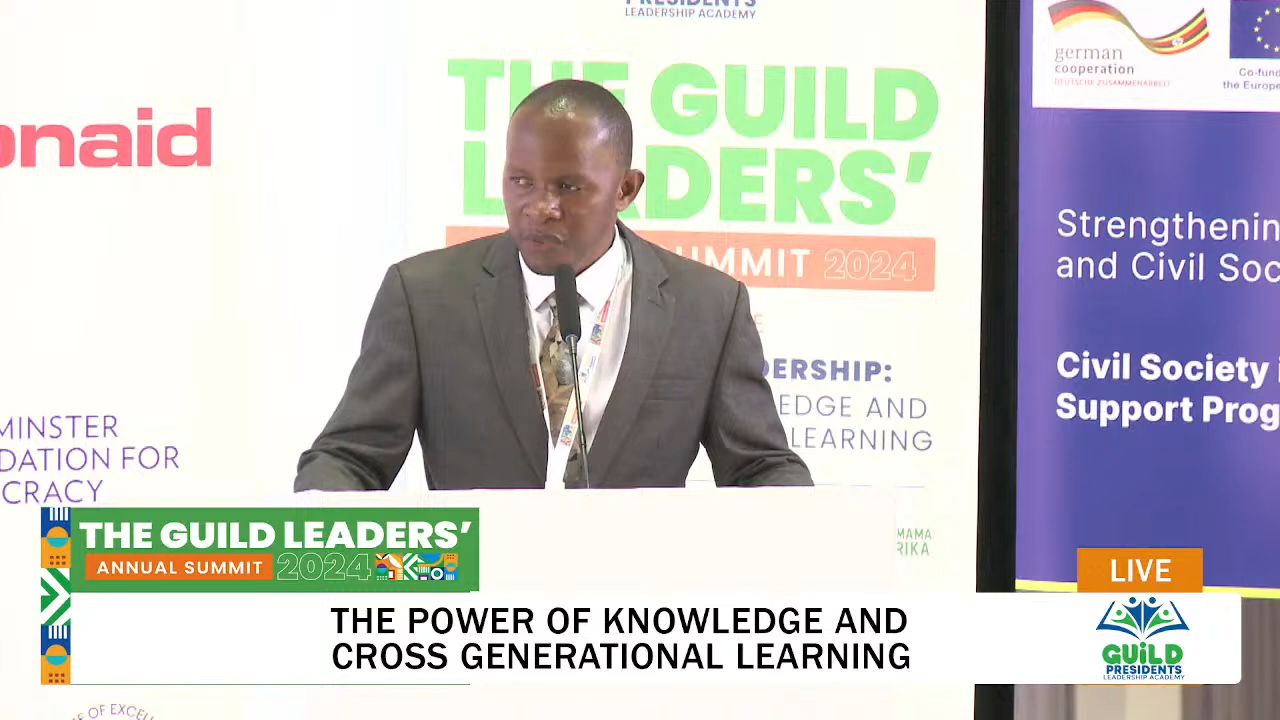 PRESIDENTS
LEADERSHIP ACADEMY
THE GUILD
LEADERS'
SUMMIT 2024
DERSHIP:
EDGE AND
LEARNING
MAMA
RIKA
onaid
MINSTER
DATION FOR
CRACY
OF EXCELL
german
cooperation
DEUTSCHE ZUSAMMENARBEIT
Co-fund
the Europe
Strengthenin
and Civil Soc
Civil Society i
Support Prog
THE GUILD LEADERS'
ANNUAL SUMMIT 2024
THE POWER OF KNOWLEDGE AND
CROSS GENERATIONAL LEARNING
LIVE
GUILD
PRESIDENTS
LEADERSHIP ACADEMY